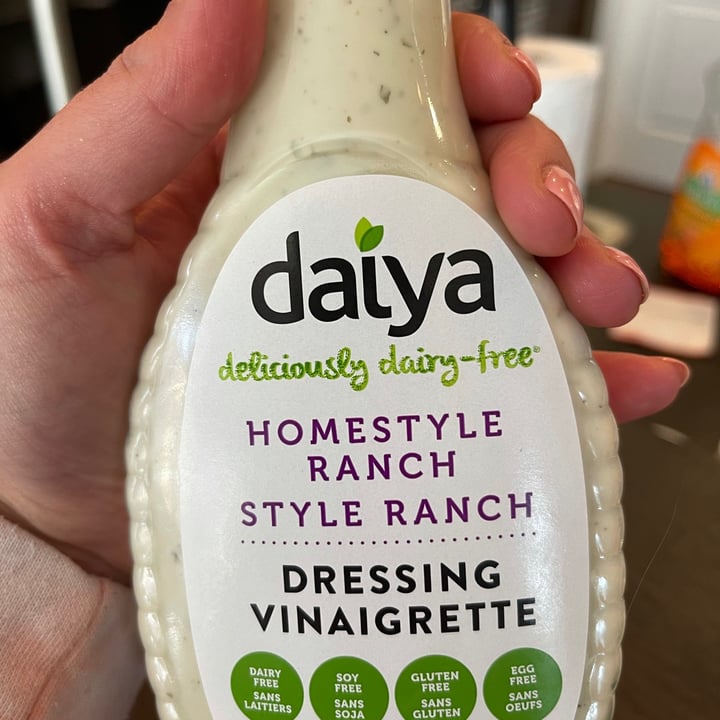 daiya
deliciously dairy-free®
HOMESTYLE
RANCH
STYLE RANCH
DRESSING
VINAIGRETTE
DAIRY
FREE
SANS
LAITIERS
SOY
FREE
SANS
SOJA
GLUTEN
FREE
SANS
GLUTEN
EGG
FREE
SANS
OEUFS